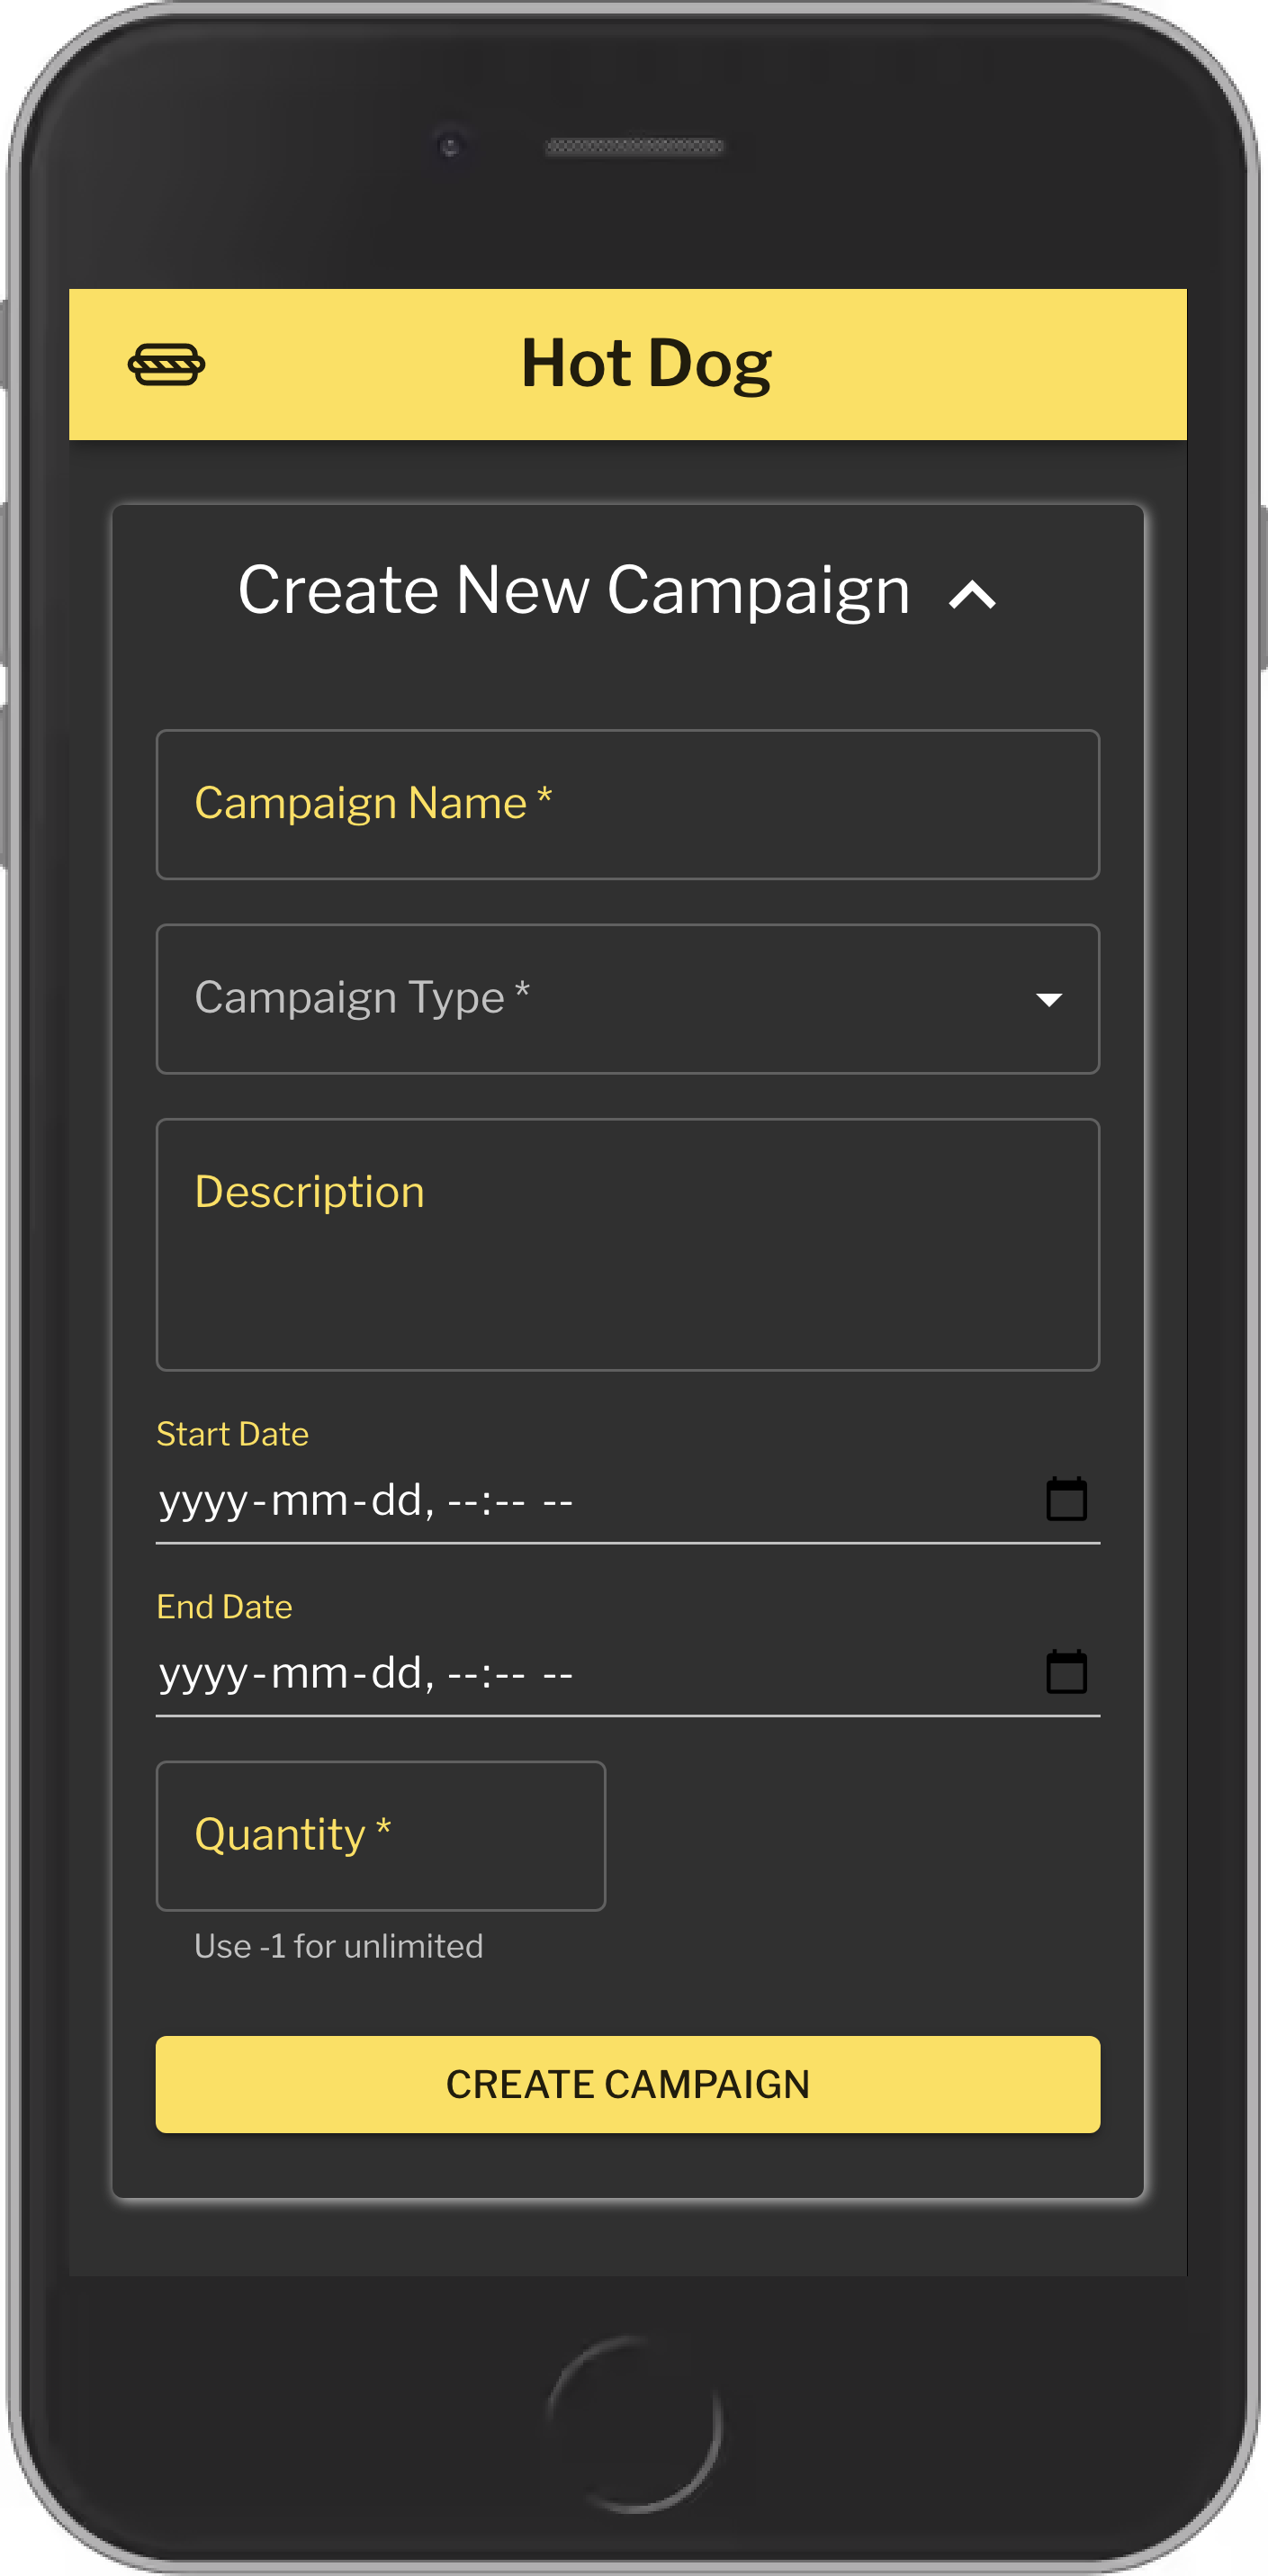 Hot Dog
Create New Campaign
Campaign Name *
Campaign Type *
Description
Start Date
yyyy-mm-dd, --:-- --
End Date
yyyy-mm-dd, --:-- --
Quantity *
Use -1 for unlimited
CREATE CAMPAIGN